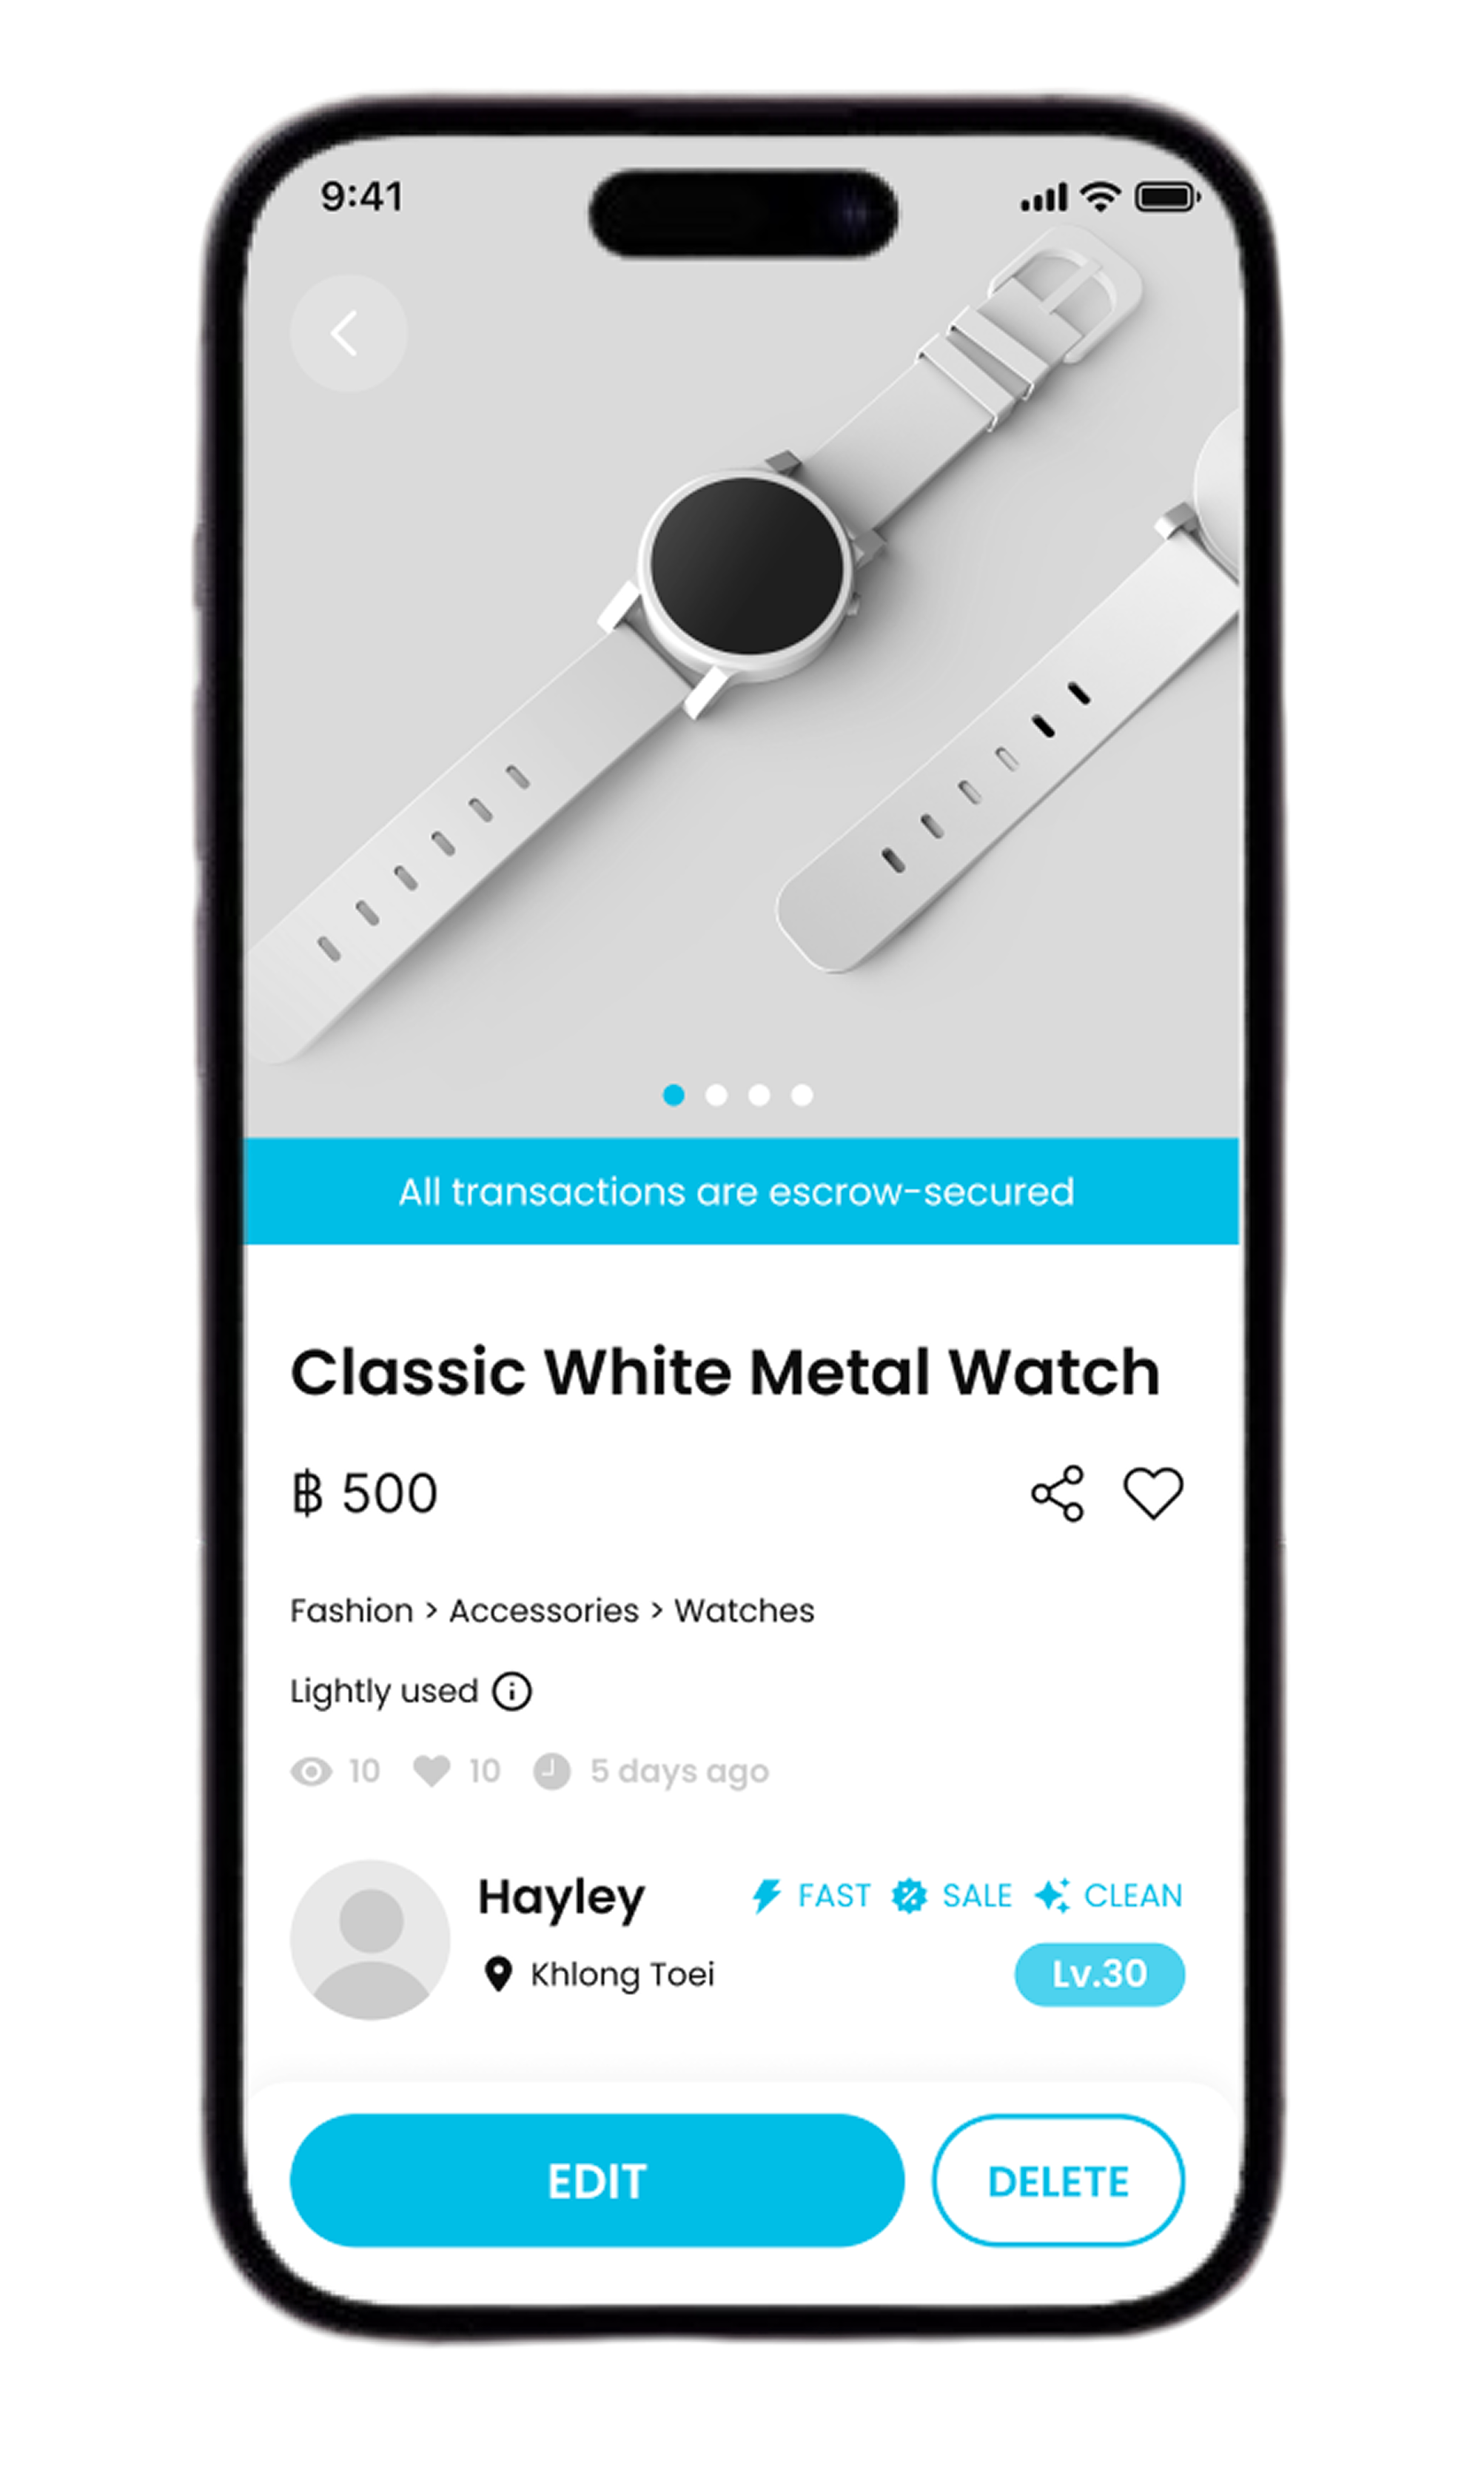 9:41
All transactions are escrow-secured
Classic White Metal Watch
฿ 500
Fashion > Accessories > Watches
Lightly used
10 10 5 days ago
Hayley FAST SALE CLEAN
Khlong Toei Lv.30
EDIT DELETE